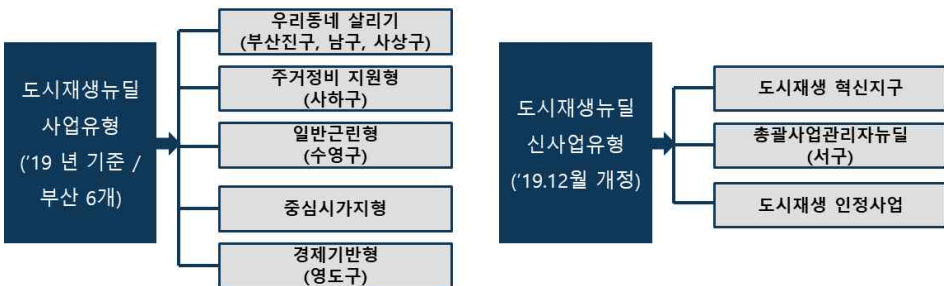 도시재생뉴딜
사업유형
('19 년 기준 /
부산 6개)
우리동네 살리기
(부산진구, 남구, 사상구)
주거정비 지원형
(사하구)
일반근린형
(수영구)
중심시가지형
경제기반형
(영도구)
도시재생뉴딜
신사업유형
('19.12월 개정)
도시재생 혁신지구
총괄사업관리자뉴딜
(서구)
도시재생 인정사업